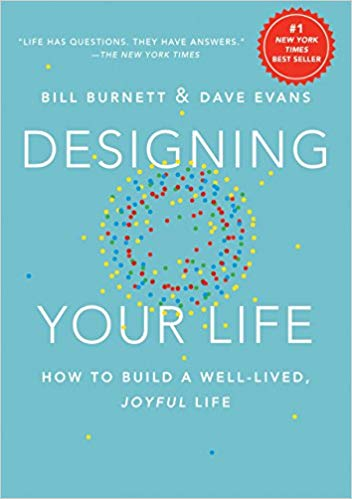 "LIFE HAS QUESTIONS. THEY HAVE ANSWERS."
—THE NEW YORK TIMES
#1
NEW YORK
TIMES
BEST SELLER
BILL BURNETT & DAVE EVANS
DESIGNING
YOUR LIFE
HOW TO BUILD A WELL-LIVED,
JOYFUL LIFE